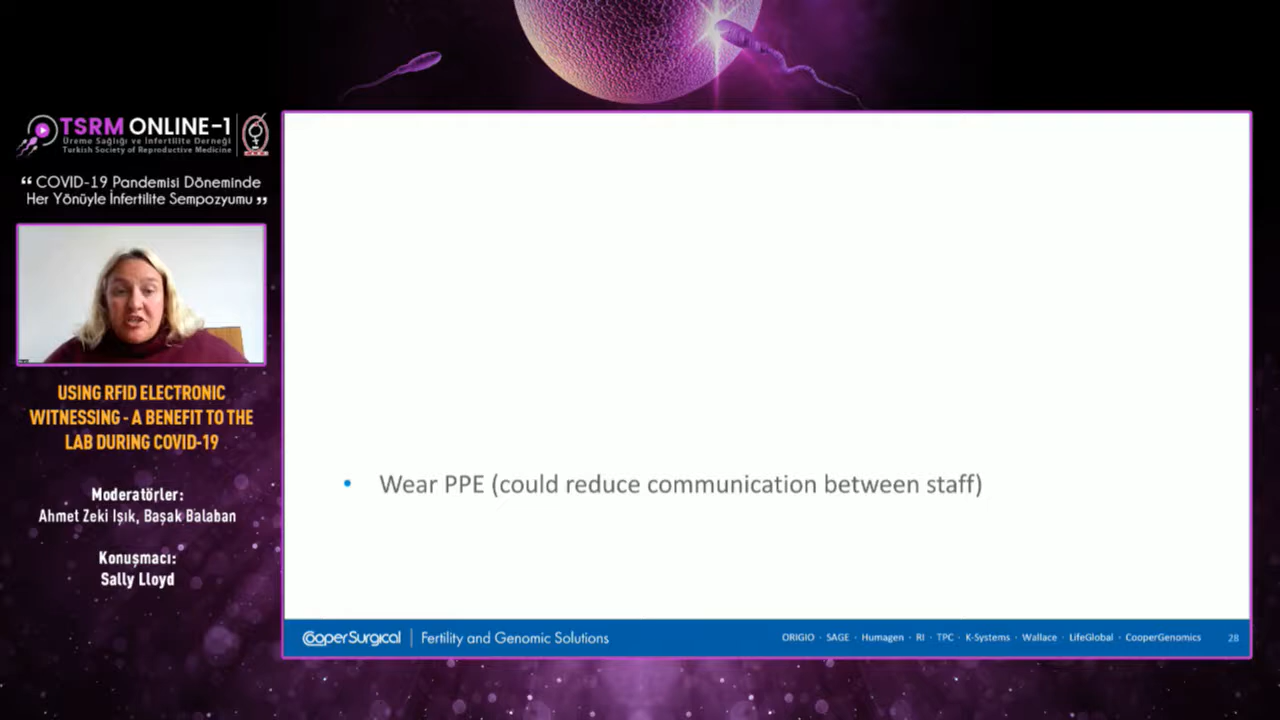 TSRM ONLINE-1
Üreme Sağlığı ve İnfertilite Derneği
Turkish Society of Reproductive Medicine
“ COVID-19 Pandemisi Döneminde
Her Yönüyle İnfertilite Sempozyumu ”
USING RFID ELECTRONIC
WITNESSING - A BENEFIT TO THE
LAB DURING COVID-19
Moderatörler:
Ahmet Zeki Işık, Başak Balaban
Konuşmacı:
Sally Lloyd
• Wear PPE (could reduce communication between staff)
CooperSurgical | Fertility and Genomic Solutions
ORIGIO · SAGE · Humagen · RI · TPC · K-Systems · Wallace · LifeGlobal · CooperGenomics 28